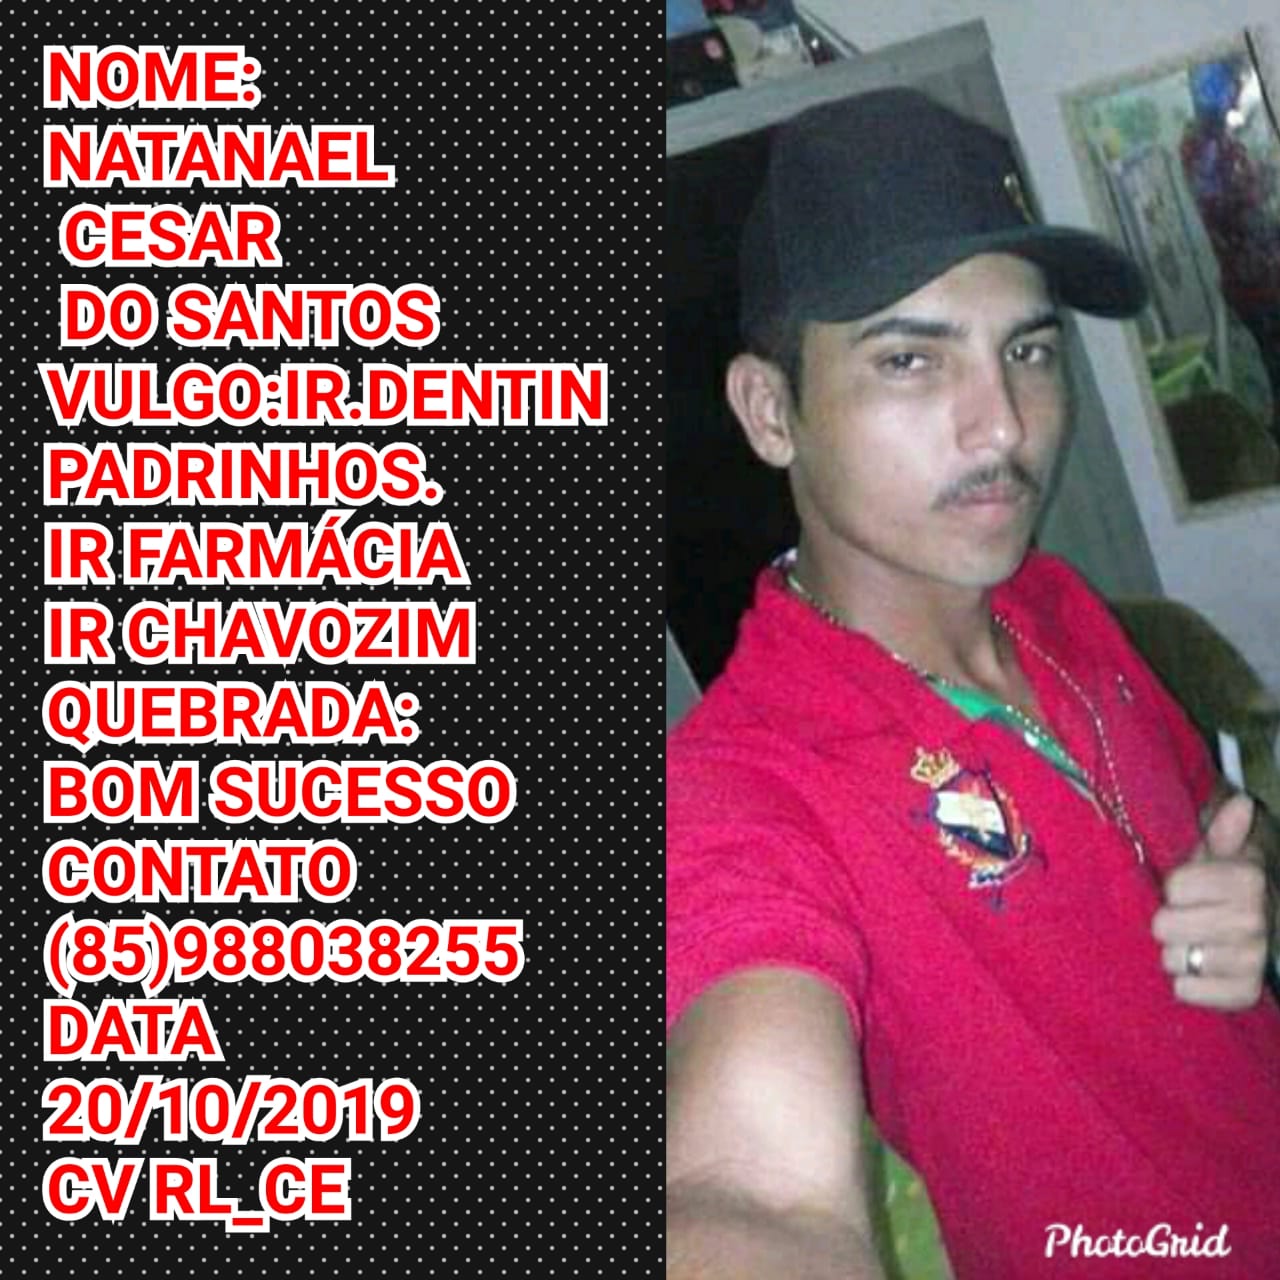 NOME:
NATANAEL
CESAR
DO SANTOS
VULGO:IR.DENTIN
PADRINHOS.
IR FARMÁCIA
IR CHAVOZIM
QUEBRADA:
BOM SUCESSO
CONTATO
(85)988038255
DATA
20/10/2019
CV RL_CE
PhotoGrid